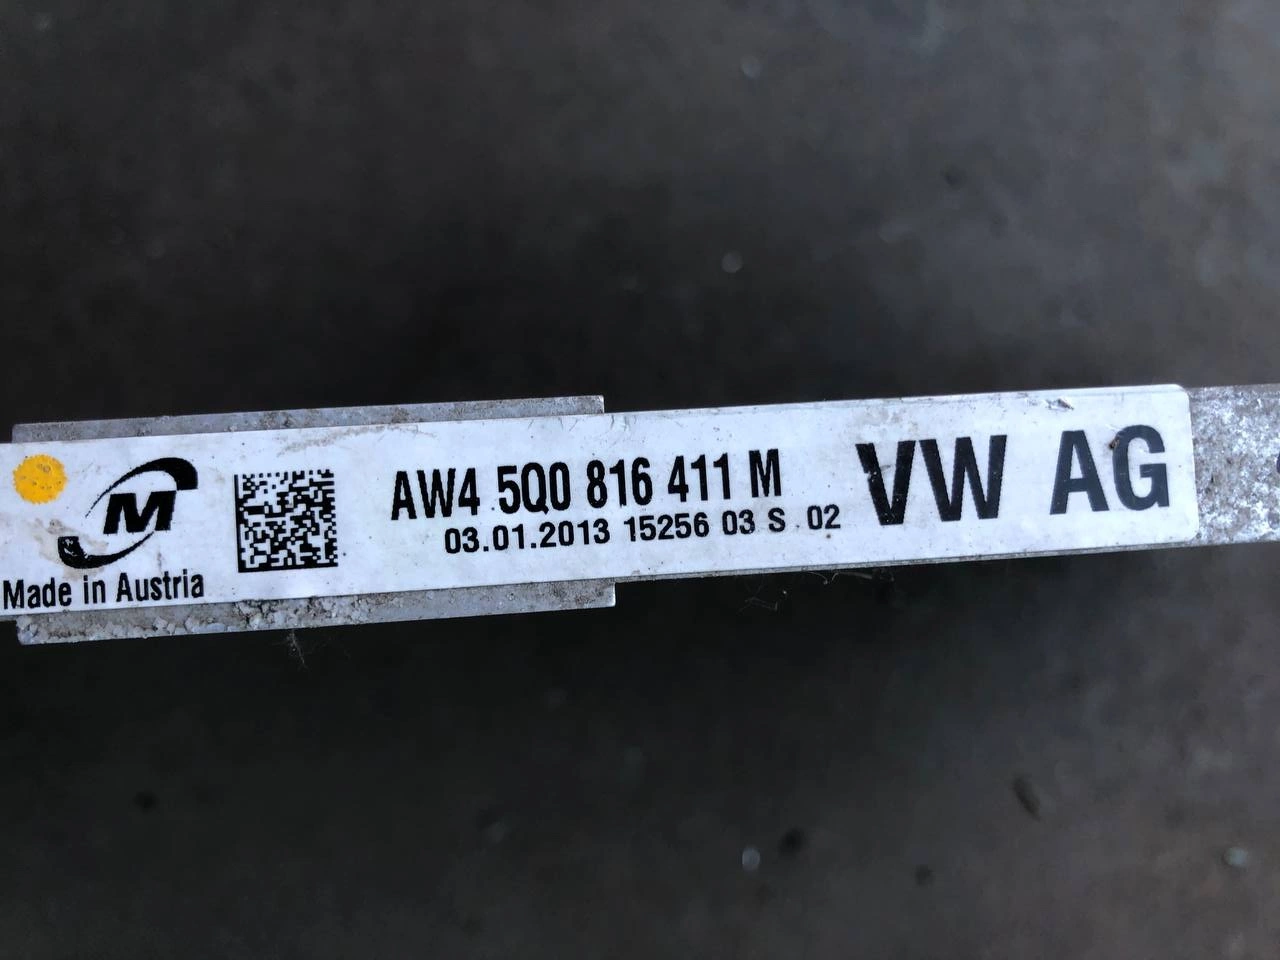 M
Made in Austria
AW4 5Q0 816 411 M
03.01.2013 15256 03 S 02
VW AG